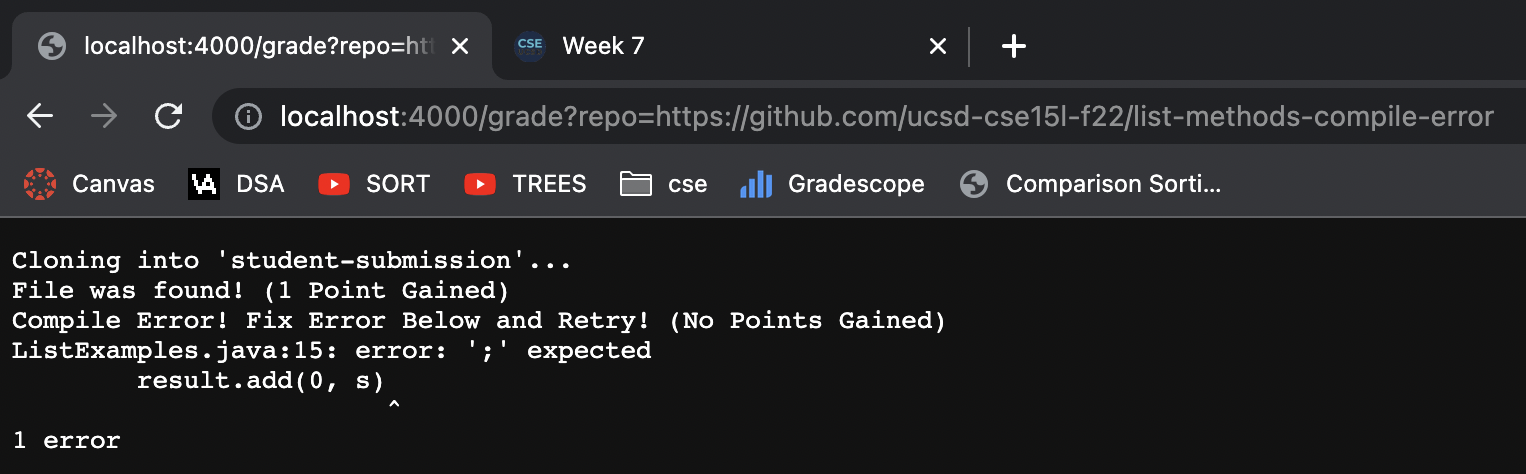 localhost:4000/grade?repo=htt
CSE Week 7
localhost:4000/grade?repo=https://github.com/ucsd-cse15l-f22/list-methods-compile-error
Canvas VA DSA SORT TREES cse Gradescope Comparison Sorti...
Cloning into 'student-submission'...
File was found! (1 Point Gained)
Compile Error! Fix Error Below and Retry! (No Points Gained)
ListExamples.java:15: error: ';' expected
result.add(0, s)
^
1 error